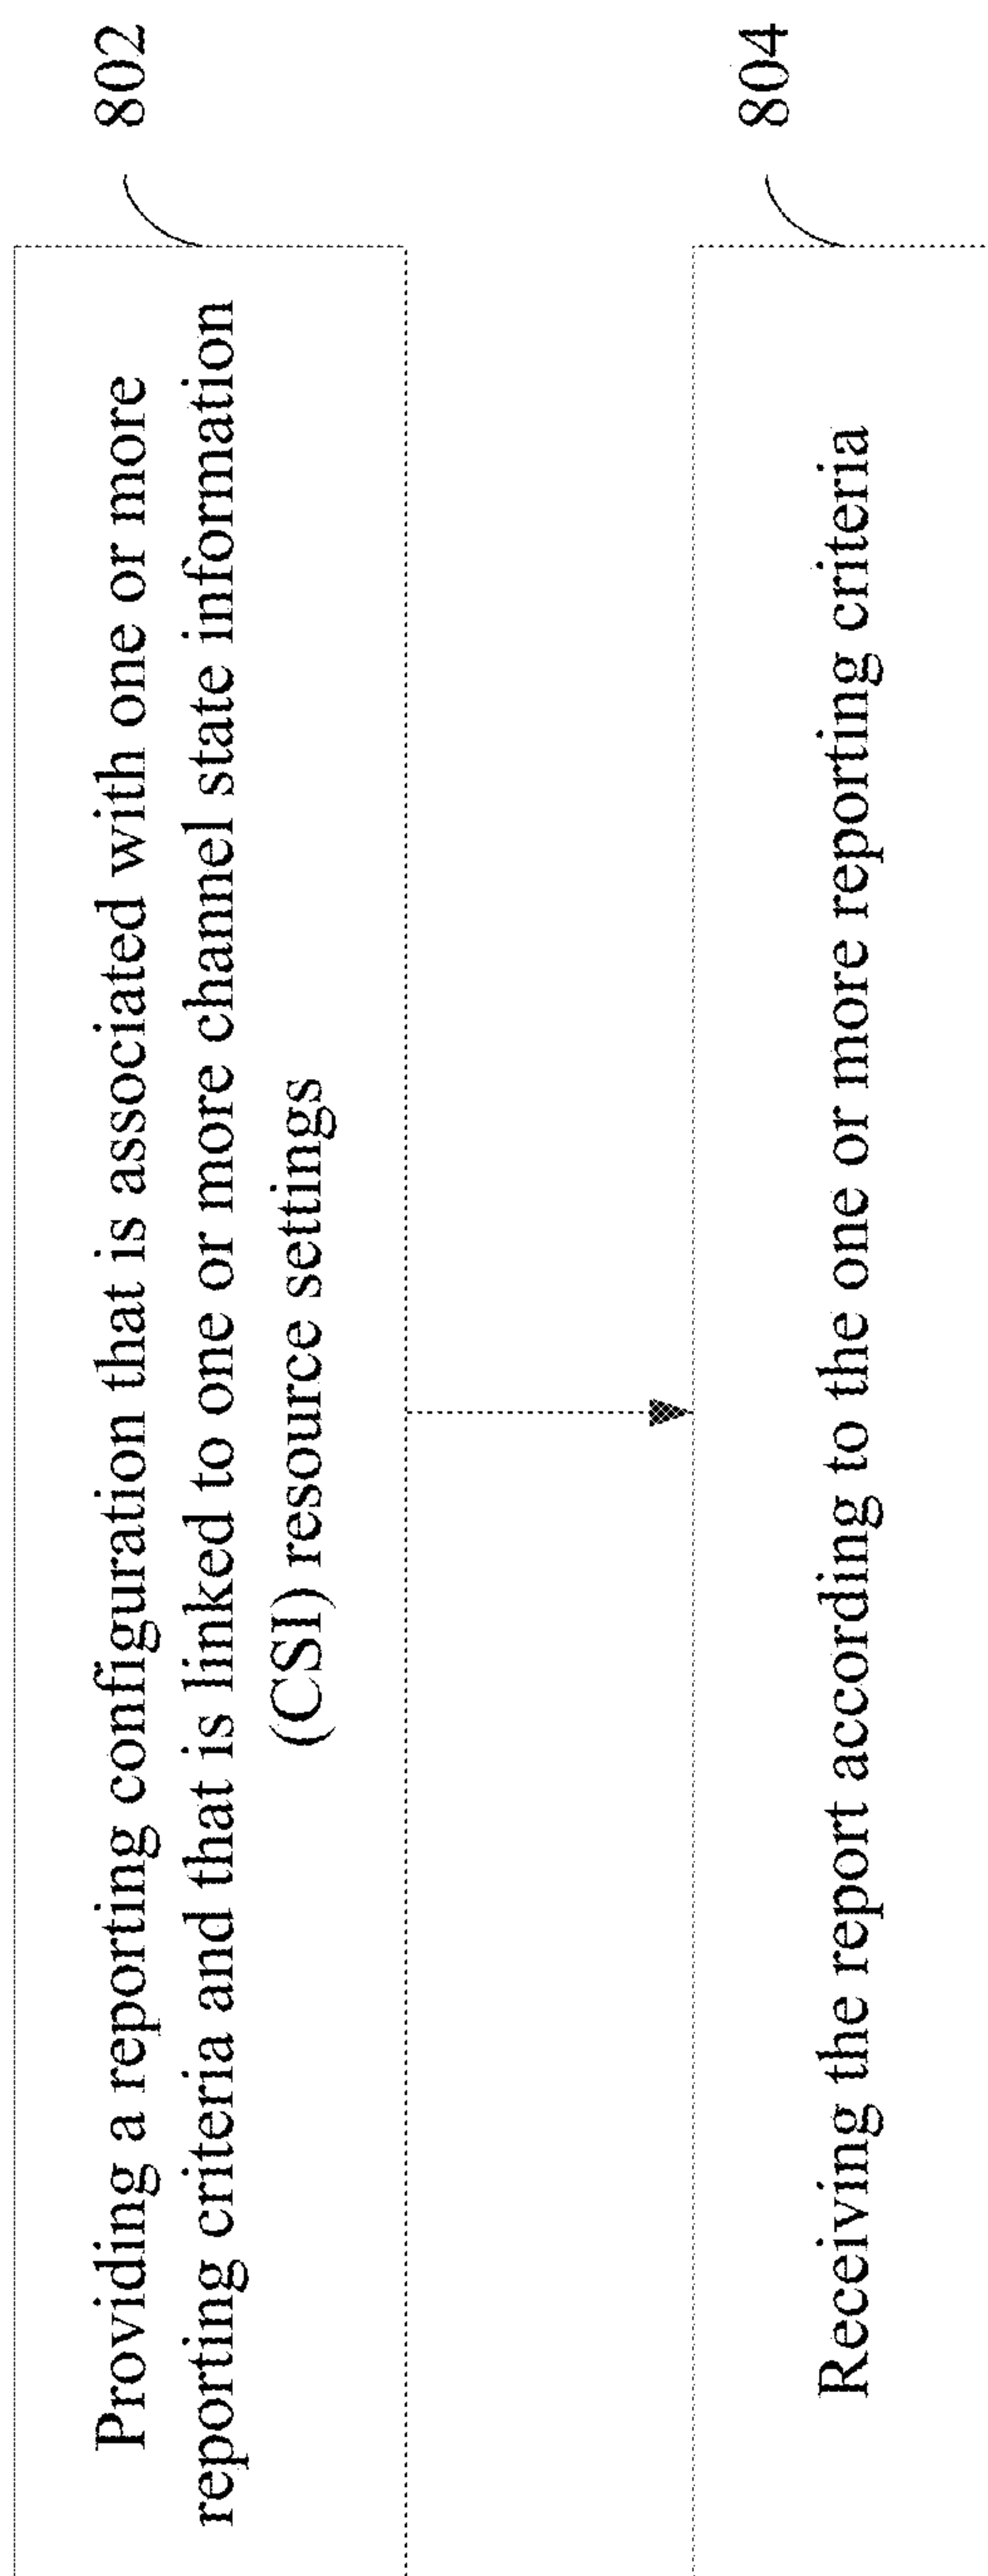 802
Providing a reporting configuration that is associated with one or more
reporting criteria and that is linked to one or more channel state information
(CSI) resource settings
804
Receiving the report according to the one or more reporting criteria